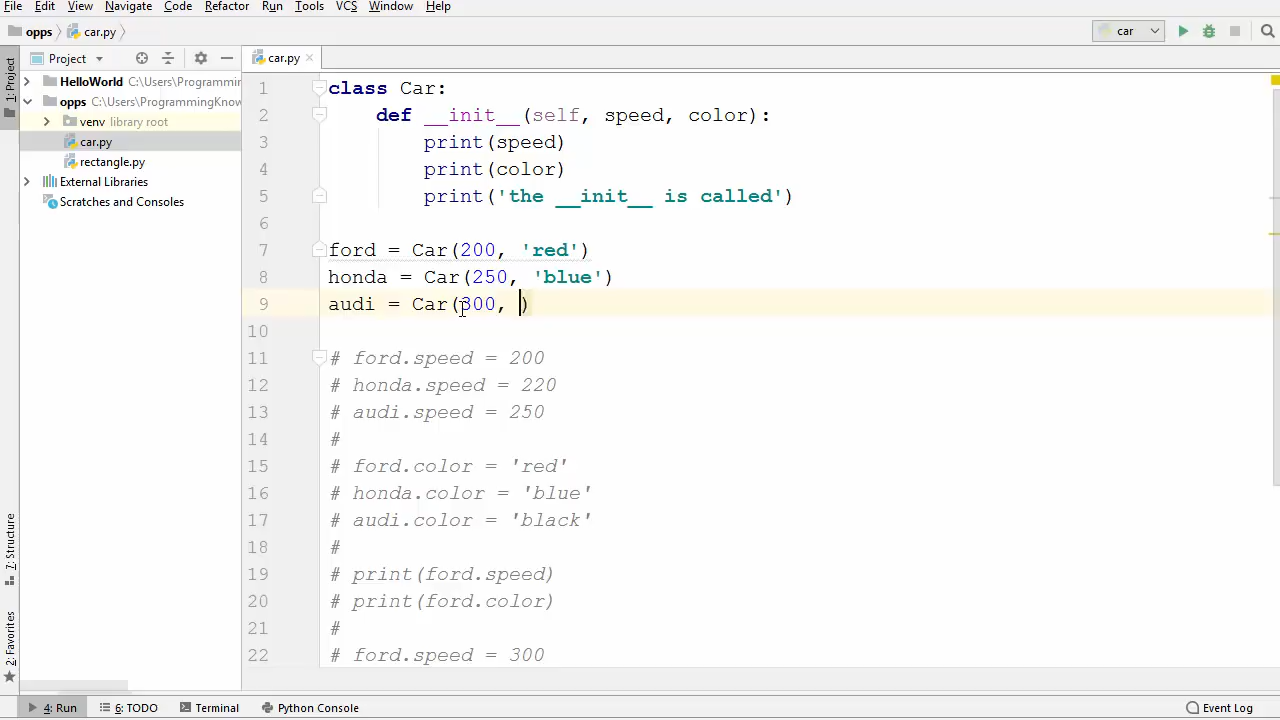 File Edit View Navigate Code Refactor Run Tools VCS Window Help
opps car.py car
Project car.py
1: Project
HelloWorld C:\Users\Programmin
opps C:\Users\ProgrammingKnow
venv library root
car.py
rectangle.py
External Libraries
Scratches and Consoles
7: Structure
2: Favorites
1 class Car:
2 def __init__(self, speed, color):
3 print(speed)
4 print(color)
5 print('the __init__ is called')
6
7 ford = Car(200, 'red')
8 honda = Car(250, 'blue')
9 audi = Car(300, )
10
11 # ford.speed = 200
12 # honda.speed = 220
13 # audi.speed = 250
14 #
15 # ford.color = 'red'
16 # honda.color = 'blue'
17 # audi.color = 'black'
18 #
19 # print(ford.speed)
20 # print(ford.color)
21 #
22 # ford.speed = 300
4: Run 6: TODO Terminal Python Console Event Log